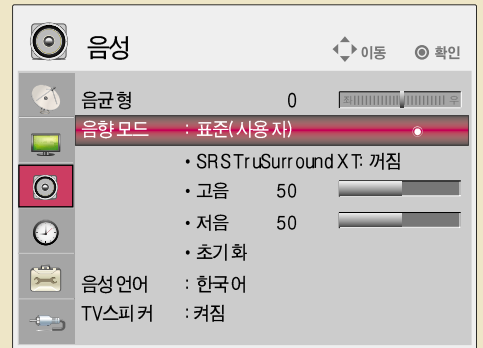 음성
이동 확인
음균형 0 좌 우
음향모드 : 표준(사용자)
• SRS TruSurround XT: 꺼짐
• 고음 50
• 저음 50
• 초기화
음성언어 : 한국어
TV스피커 : 켜짐